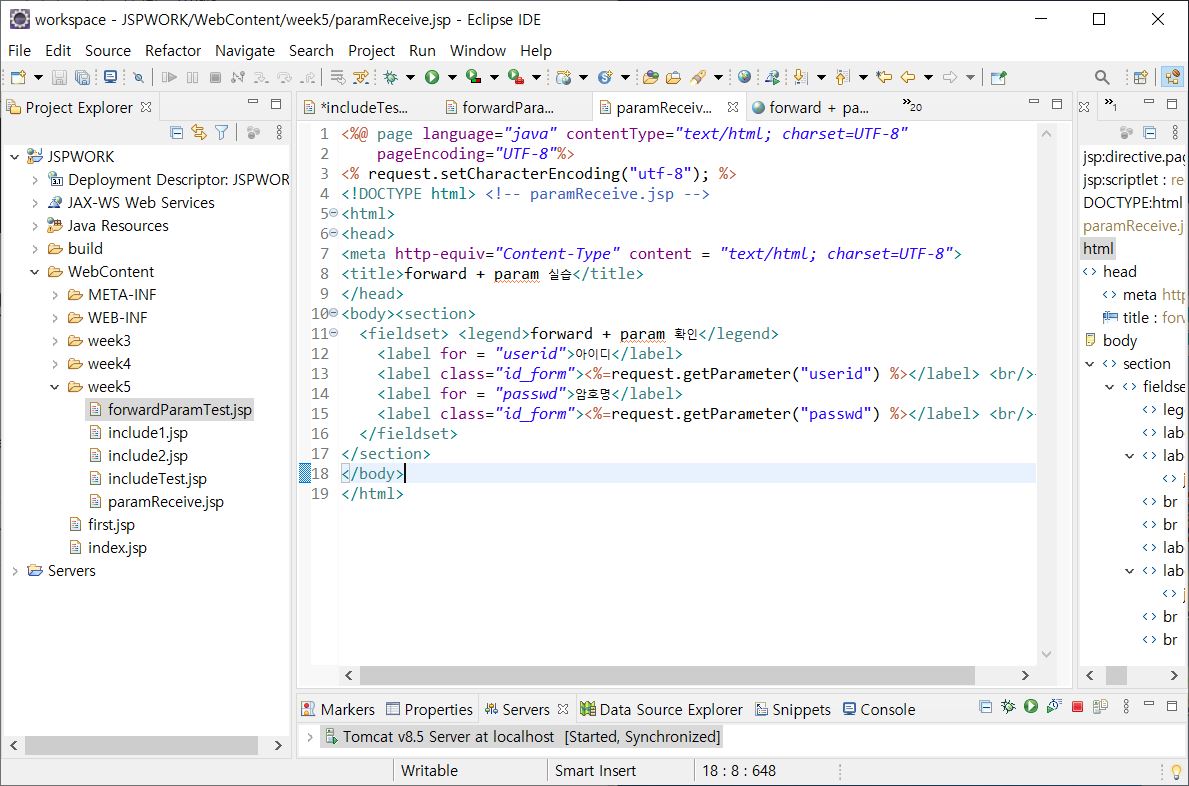 workspace - JSPWORK/WebContent/week5/paramReceive.jsp - Eclipse IDE
File Edit Source Refactor Navigate Search Project Run Window Help
Project Explorer
JSPWORK
Deployment Descriptor: JSPWOR
JAX-WS Web Services
Java Resources
build
WebContent
META-INF
WEB-INF
week3
week4
week5
forwardParamTest.jsp
include1.jsp
include2.jsp
includeTest.jsp
paramReceive.jsp
first.jsp
index.jsp
Servers
*includeTes... forwardPara... paramReceiv... forward + pa... »20
1 <%@ page language="java" contentType="text/html; charset=UTF-8"
2 pageEncoding="UTF-8"%>
3 <% request.setCharacterEncoding("utf-8"); %>
4 <!DOCTYPE html> <!-- paramReceive.jsp -->
5 <html>
6 <head>
7 <meta http-equiv="Content-Type" content = "text/html; charset=UTF-8">
8 <title>forward + param 실습</title>
9 </head>
10 <body><section>
11 <fieldset> <legend>forward + param 확인</legend>
12 <label for = "userid">아이디</label>
13 <label class="id_form"><%=request.getParameter("userid") %></label> <br/>
14 <label for = "passwd">암호명</label>
15 <label class="id_form"><%=request.getParameter("passwd") %></label> <br/>
16 </fieldset>
17 </section>
18 </body>
19 </html>
»1
jsp:directive.pag
jsp:scriptlet : re
DOCTYPE:html
paramReceive.j
html
head
meta http
title : forw
body
section
fieldse
leg
lab
lab
j
br
br
lab
lab
j
br
br
Markers Properties Servers Data Source Explorer Snippets Console
Tomcat v8.5 Server at localhost [Started, Synchronized]
Writable Smart Insert 18 : 8 : 648